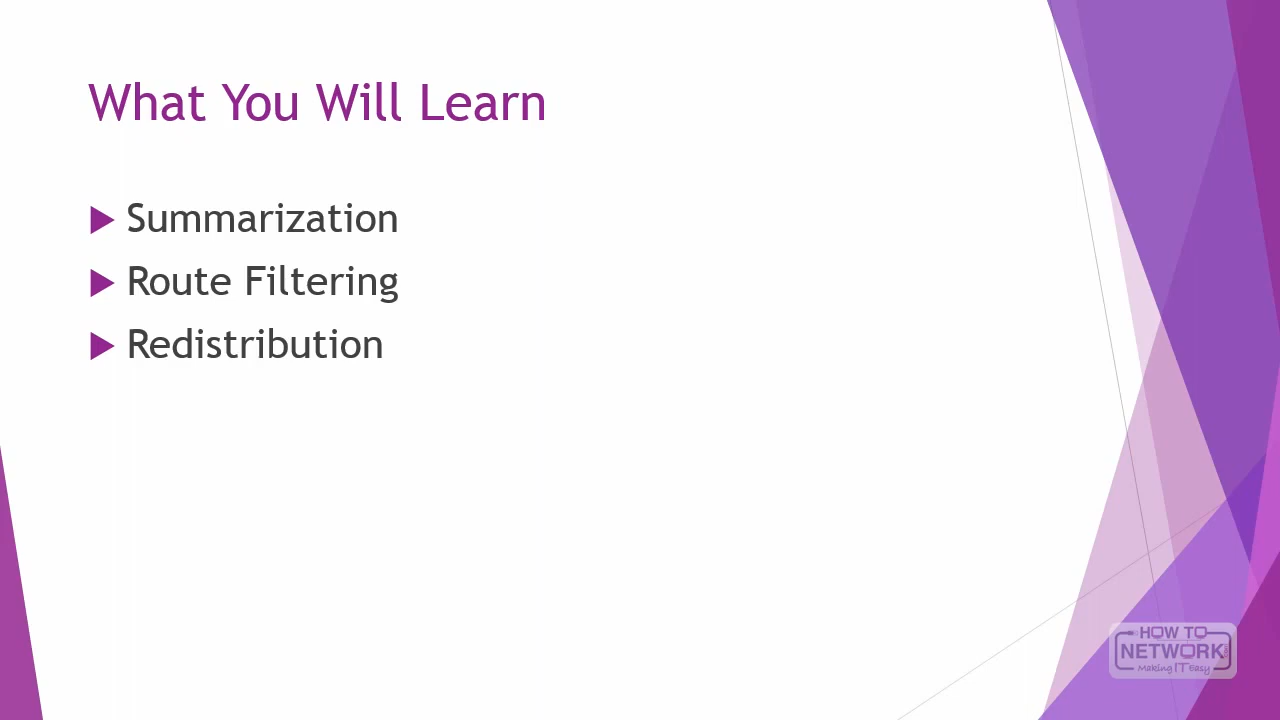 What You Will Learn
Summarization
Route Filtering
Redistribution
HOW TO
NETWORK
Making IT Easy